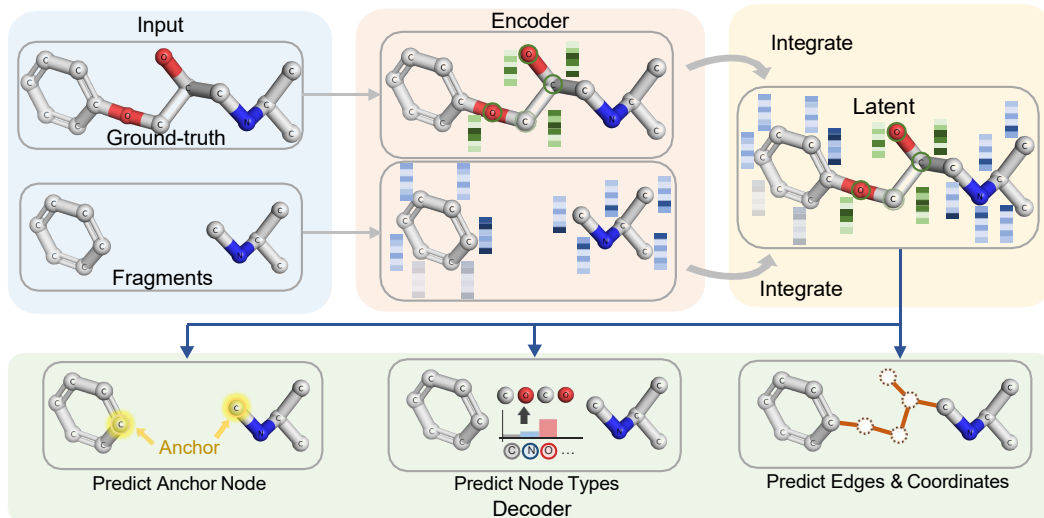 Input
Encoder
Integrate
Ground-truth
Latent
Fragments
Integrate
Anchor
C O C O
C N O ...
Predict Anchor Node
Predict Node Types
Predict Edges & Coordinates
Decoder